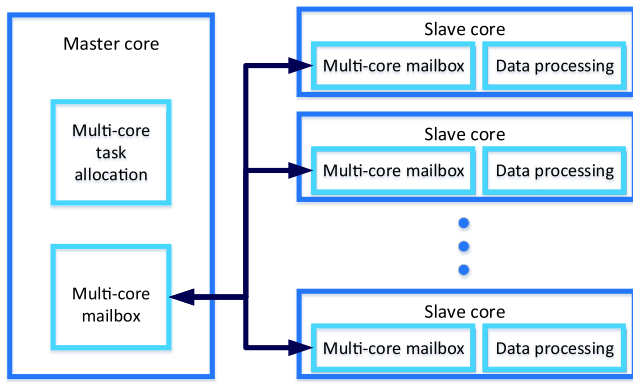 Master core
Multi-core
task
allocation
Multi-core
mailbox
Slave core
Multi-core mailbox
Data processing
Slave core
Multi-core mailbox
Data processing
Slave core
Multi-core mailbox
Data processing